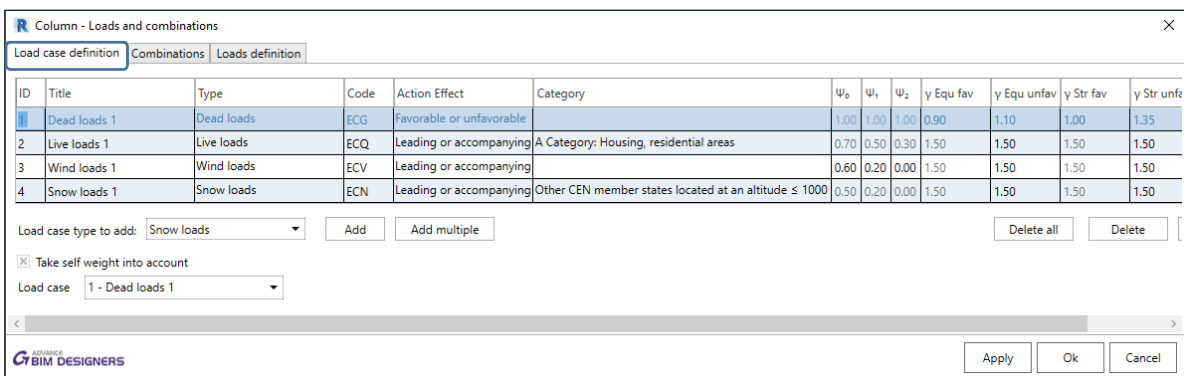 R Column - Loads and combinations ×
Load case definition Combinations Loads definition
ID Title Type Code Action Effect Category Ψ₀ Ψ₁ Ψ₂ γ Equ fav γ Equ unfav γ Str fav γ Str unfa
1 Dead loads 1 Dead loads ECG Favorable or unfavorable 1.00 1.00 1.00 0.90 1.10 1.00 1.35
2 Live loads 1 Live loads ECQ Leading or accompanying A Category: Housing, residential areas 0.70 0.50 0.30 1.50 1.50 1.50 1.50
3 Wind loads 1 Wind loads ECV Leading or accompanying 0.60 0.20 0.00 1.50 1.50 1.50 1.50
4 Snow loads 1 Snow loads ECN Leading or accompanying Other CEN member states located at an altitude ≤ 1000 0.50 0.20 0.00 1.50 1.50 1.50 1.50
Load case type to add: Snow loads Add Add multiple Delete all Delete
Take self weight into account
Load case 1 - Dead loads 1
ADVANCE
BIM DESIGNERS Apply Ok Cancel